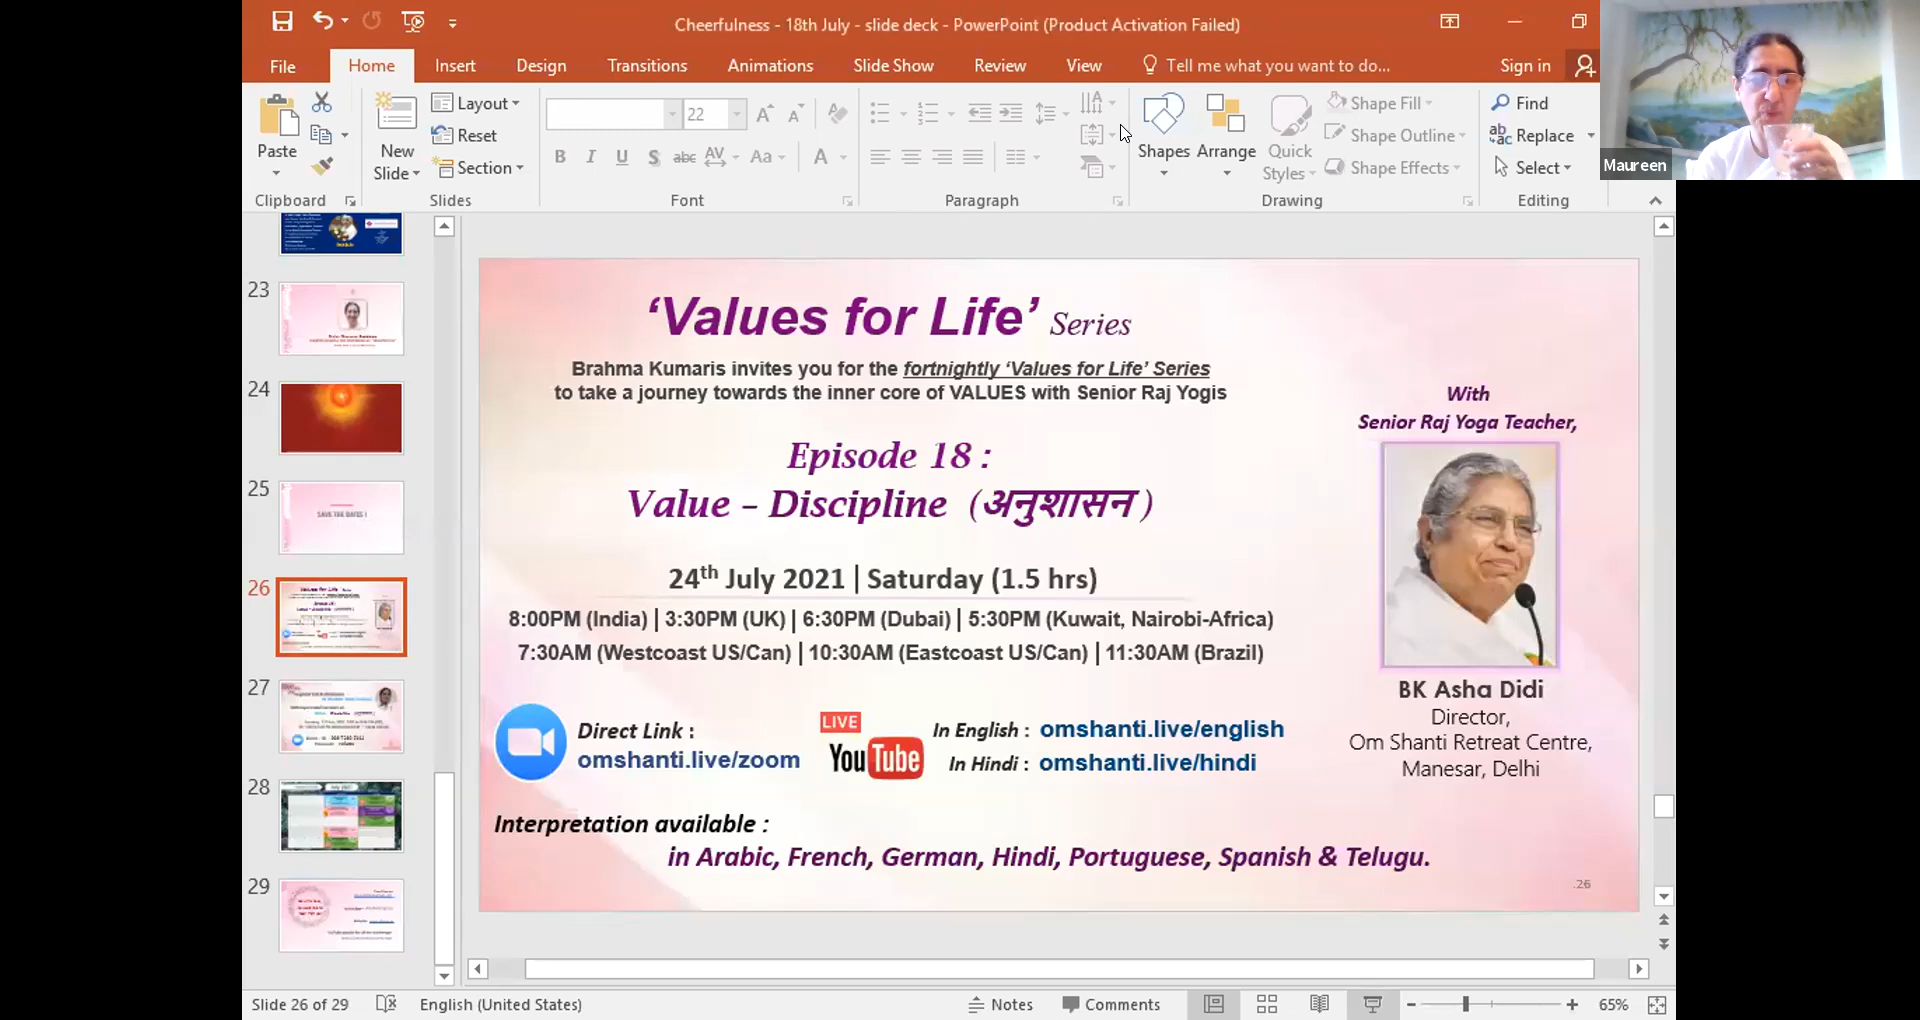 Cheerfulness - 18th July - slide deck - PowerPoint (Product Activation Failed)
File Home Insert Design Transitions Animations Slide Show Review View Tell me what you want to do... Sign in
Paste
Clipboard
New Slide
Layout
Reset
Section
Slides
22
B I U S abc AV Aa A
Font
Paragraph
Shapes Arrange Quick Styles
Shape Fill
Shape Outline
Shape Effects
Drawing
Find
Replace
Select
Editing
Maureen
23
24
25
SAVE THE DATES !
26
27
28
29
‘Values for Life’ Series
Brahma Kumaris invites you for the fortnightly ‘Values for Life’ Series
to take a journey towards the inner core of VALUES with Senior Raj Yogis
Episode 18 :
Value – Discipline (अनुशासन)
24th July 2021 | Saturday (1.5 hrs)
8:00PM (India) | 3:30PM (UK) | 6:30PM (Dubai) | 5:30PM (Kuwait, Nairobi-Africa)
7:30AM (Westcoast US/Can) | 10:30AM (Eastcoast US/Can) | 11:30AM (Brazil)
Direct Link :
omshanti.live/zoom
LIVE
YouTube
In English : omshanti.live/english
In Hindi : omshanti.live/hindi
Interpretation available :
in Arabic, French, German, Hindi, Portuguese, Spanish & Telugu.
With
Senior Raj Yoga Teacher,
BK Asha Didi
Director,
Om Shanti Retreat Centre,
Manesar, Delhi
26
Slide 26 of 29 English (United States) Notes Comments 65%